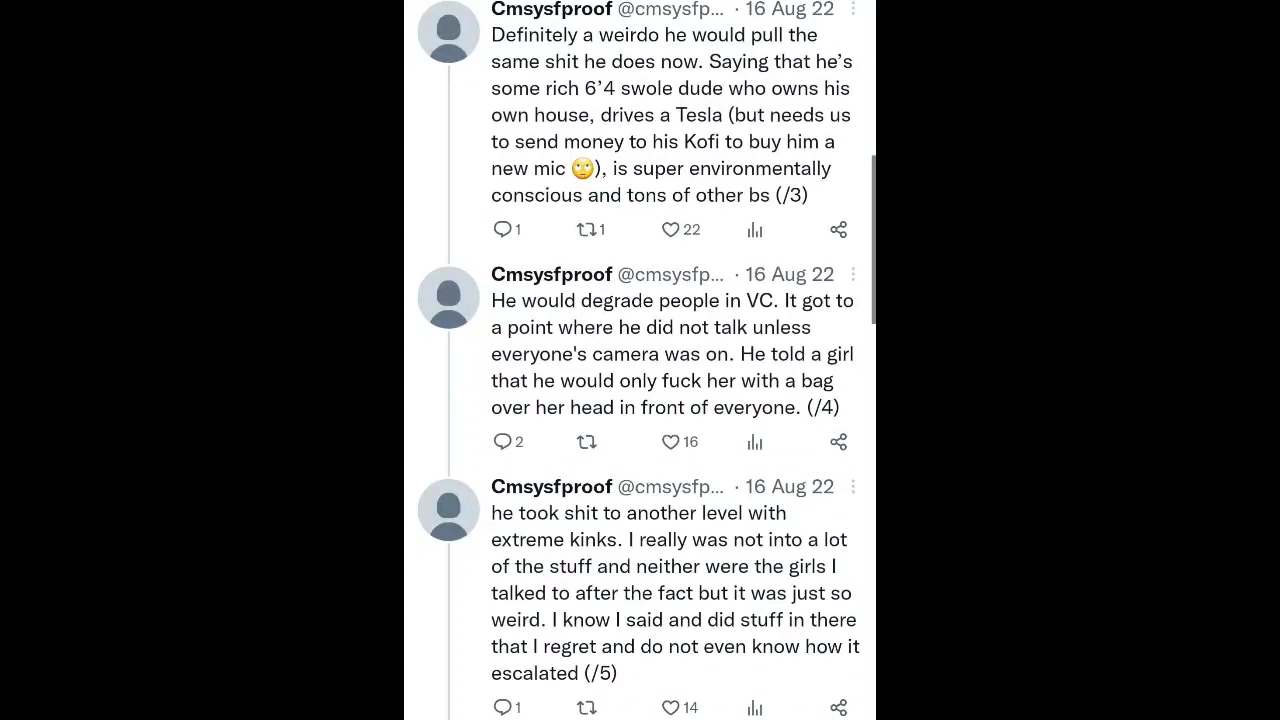 Cmsysfproof @cmsysfp... · 16 Aug 22
Definitely a weirdo he would pull the
same shit he does now. Saying that he’s
some rich 6’4 swole dude who owns his
own house, drives a Tesla (but needs us
to send money to his Kofi to buy him a
new mic 🙄), is super environmentally
conscious and tons of other bs (/3)
1 1 22
Cmsysfproof @cmsysfp... · 16 Aug 22
He would degrade people in VC. It got to
a point where he did not talk unless
everyone's camera was on. He told a girl
that he would only fuck her with a bag
over her head in front of everyone. (/4)
2 16
Cmsysfproof @cmsysfp... · 16 Aug 22
he took shit to another level with
extreme kinks. I really was not into a lot
of the stuff and neither were the girls I
talked to after the fact but it was just so
weird. I know I said and did stuff in there
that I regret and do not even know how it
escalated (/5)
1 14